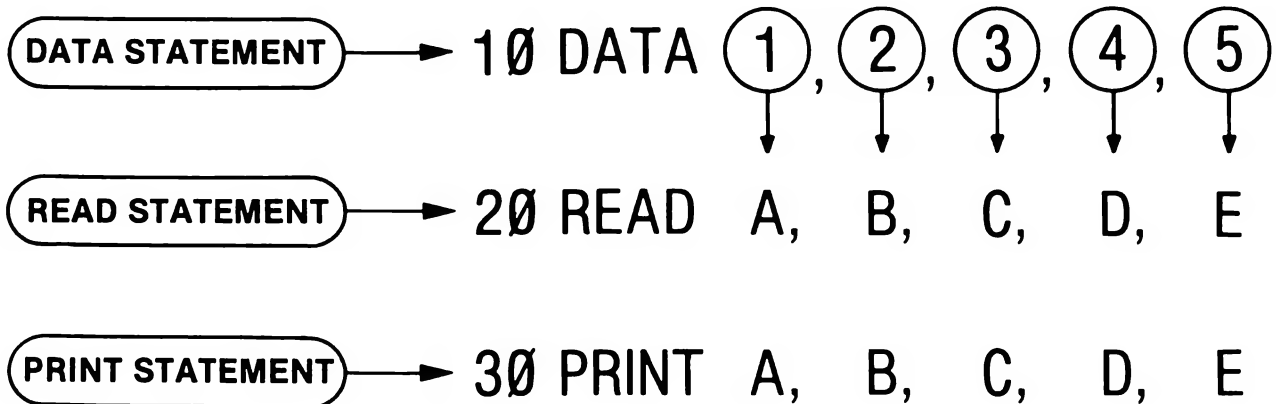 DATA STATEMENT 10 DATA 1, 2, 3, 4, 5
READ STATEMENT 20 READ A, B, C, D, E
PRINT STATEMENT 30 PRINT A, B, C, D, E